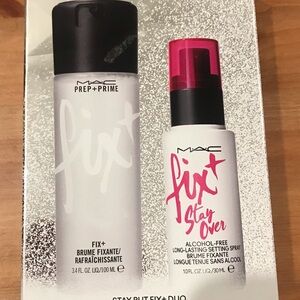 MAC
PREP+PRIME
fix+
FIX+
BRUME FIXANTE/
RAFRAÎCHISSANTE
3.4 FL. OZ. LIQ/100 ML ℮
MAC
fix+
Stay
Over
ALCOHOL-FREE
LONG-LASTING SETTING SPRAY
BRUME FIXANTE
LONGUE TENUE SANS ALCOOL
1.0 FL. OZ. LIQ/30 ML ℮
STAY PUT FIX+ DUO